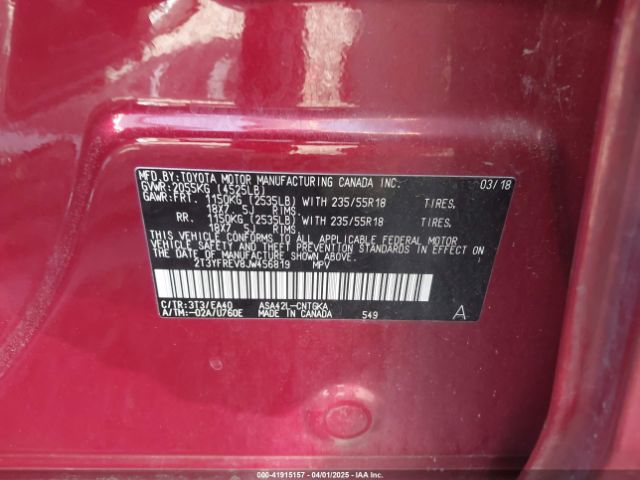 MFD.BY:TOYOTA MOTOR MANUFACTURING CANADA INC. 03/18
GVWR:2055KG (4525LB)
GAWR:FRT. 1150KG (2535LB) WITH 235/55R18 TIRES,
18X7 5J RIMS,
RR. 1150KG (2535LB) WITH 235/55R18 TIRES,
18X7 5J RIMS,
THIS VEHICLE CONFORMS TO ALL APPLICABLE FEDERAL MOTOR
VEHICLE SAFETY AND THEFT PREVENTION STANDARDS IN EFFECT
ON THE DATE OF MANUFACTURE SHOWN ABOVE.
2T3YFREV8JW456819 MPV
C/TR:3T3/EA40 ASA42L-CNTGKA
A/TM:-02A/U760E MADE IN CANADA 549 A
000-41915157 - 04/01/2025 - IAAI.COM